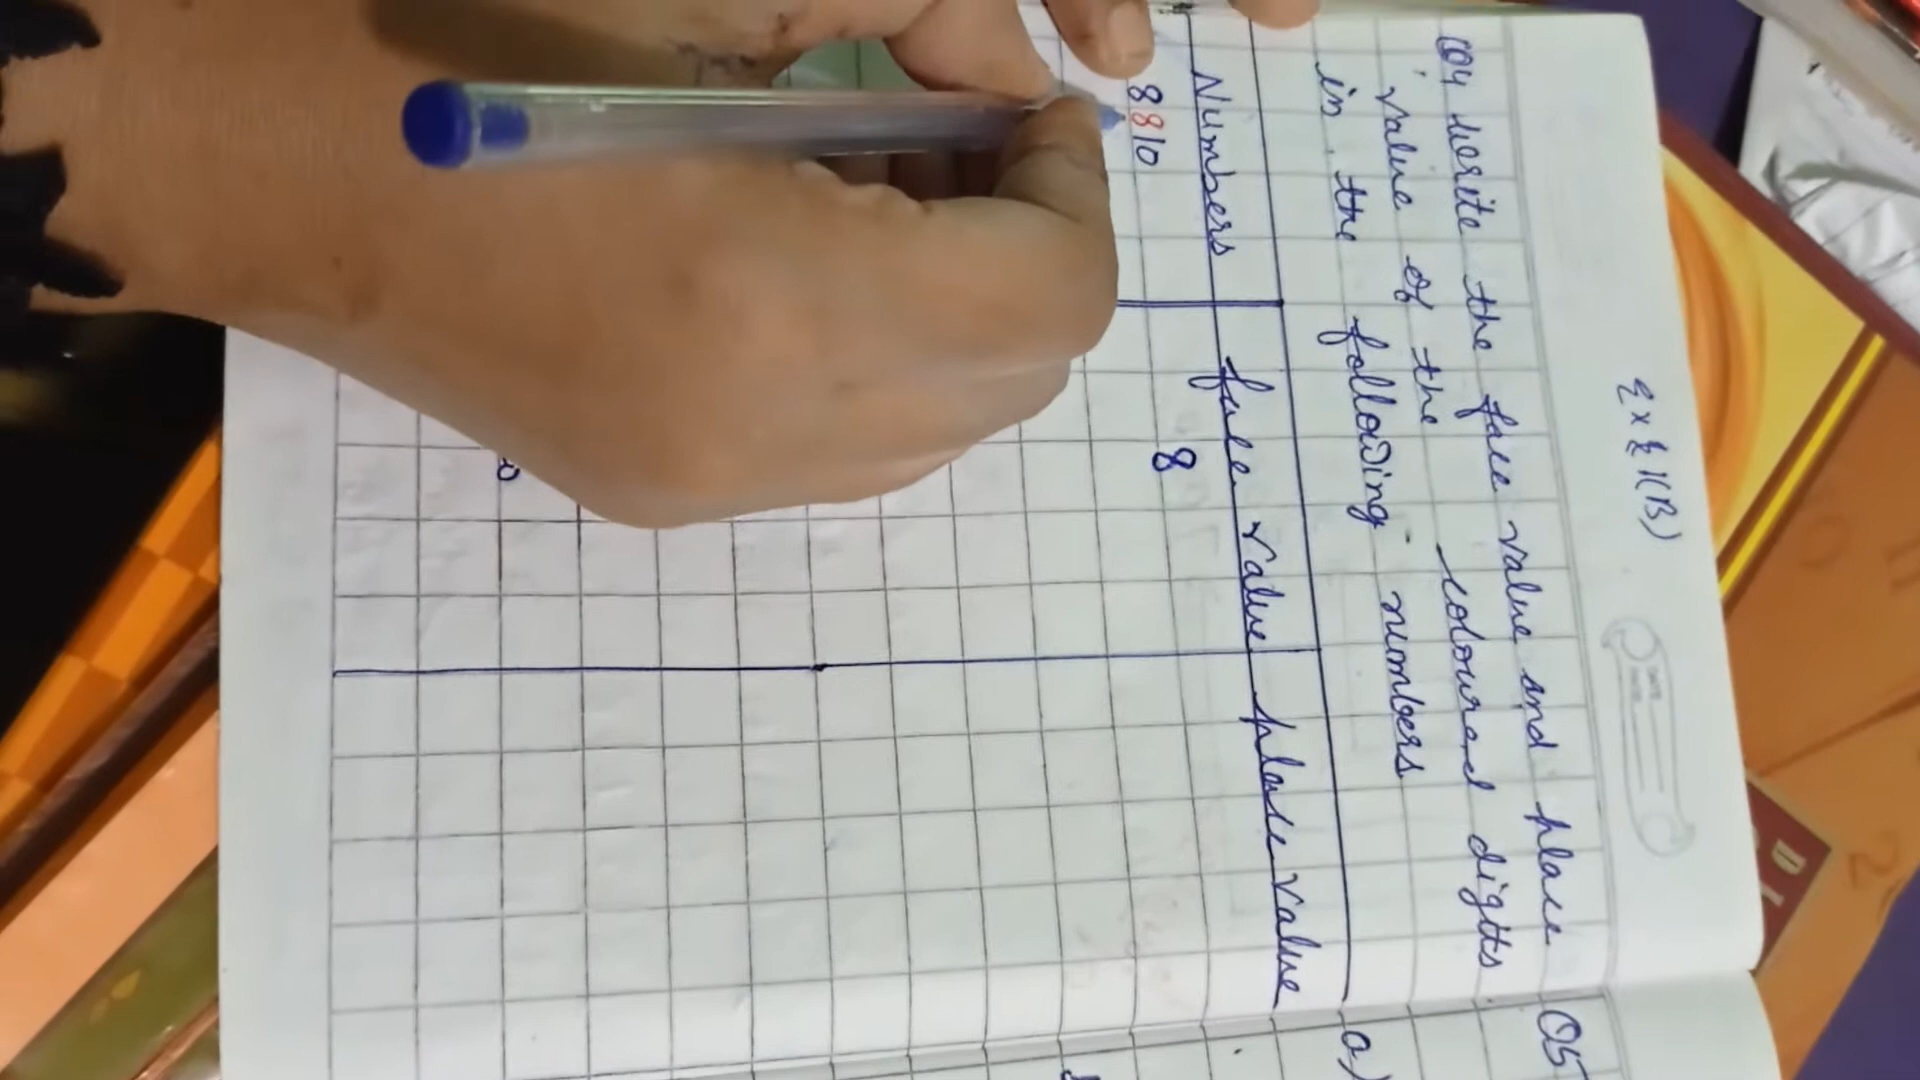 Ex 1(B)
Q4 Write the face value and place
value of the coloured digits
in the following numbers
Numbers face value place value
8810 8
Q5
a)